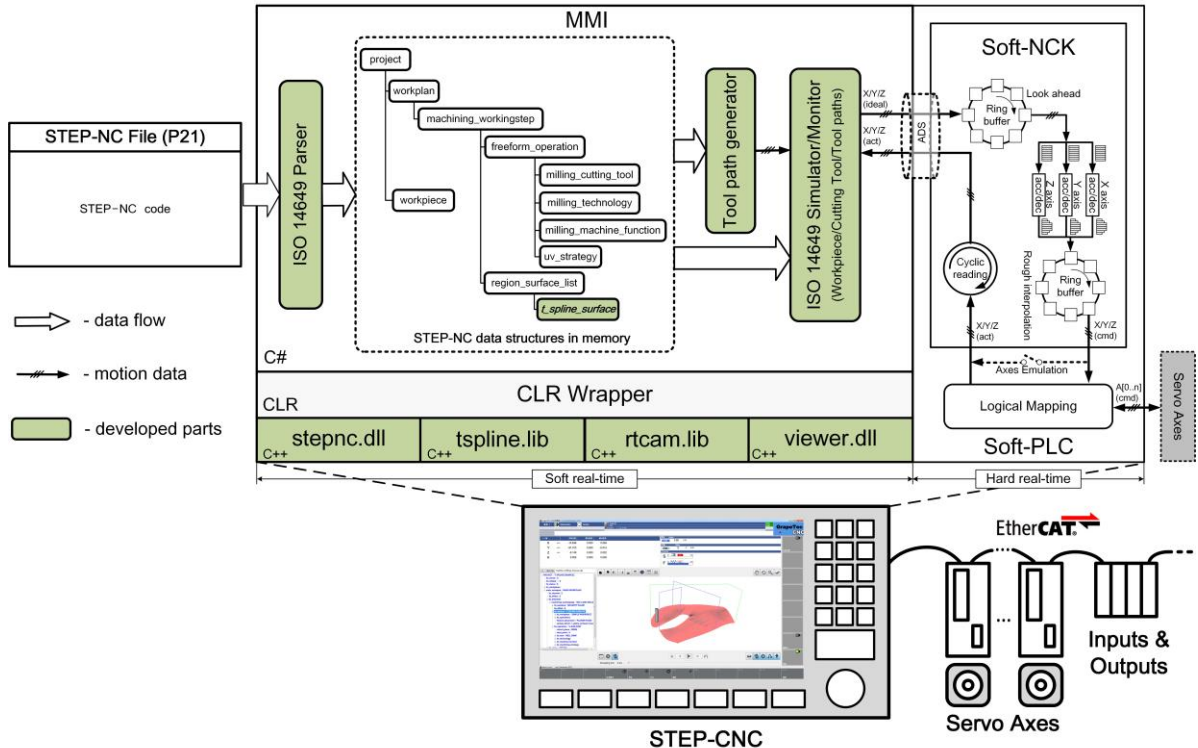 MMI
STEP-NC File (P21)
STEP-NC code
ISO 14649 Parser
project
workplan
machining_workingstep
freeform_operation
milling_cutting_tool
milling_technology
milling_machine_function
uv_strategy
workpiece
region_surface_list
t_spline_surface
STEP-NC data structures in memory
Tool path generator
ISO 14649 Simulator/Monitor
(Workpiece/Cutting Tool/Tool paths)
X/Y/Z
(ideal)
X/Y/Z
(act)
ADS
Soft-NCK
Ring
buffer
Look ahead
Z axis
acc/dec
Y axis
acc/dec
X axis
acc/dec
Cyclic
reading
Rough interpolation
Ring
buffer
X/Y/Z
(act)
X/Y/Z
(cmd)
Axes Emulation
Logical Mapping
A[0..n]
(cmd)
Servo Axes
Soft-PLC
- data flow
- motion data
- developed parts
C#
CLR Wrapper
CLR
stepnc.dll
C++
tspline.lib
C++
rtcam.lib
C++
viewer.dll
C++
Soft real-time
Hard real-time
EtherCAT®
Inputs &
Outputs
Servo Axes
STEP-CNC